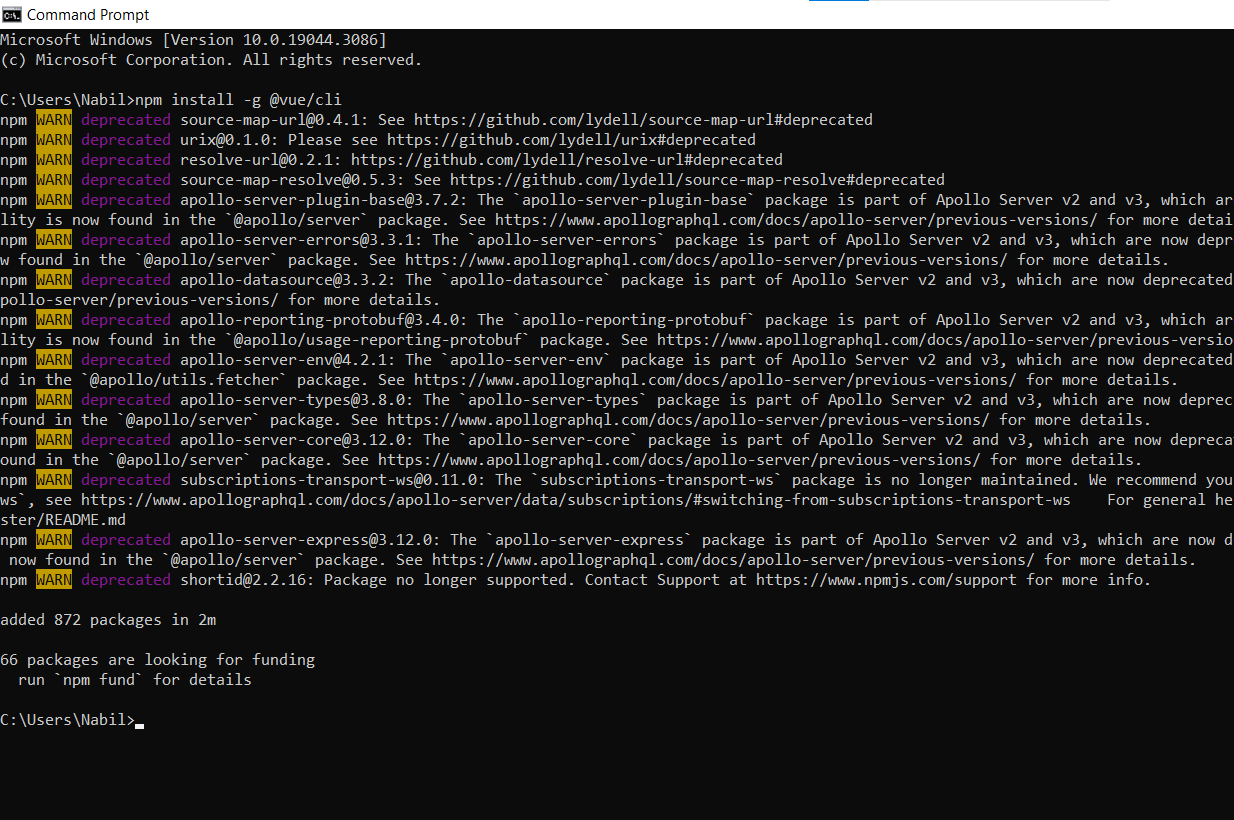 Command Prompt
Microsoft Windows [Version 10.0.19044.3086]
(c) Microsoft Corporation. All rights reserved.
C:\Users\Nabil>npm install -g @vue/cli
npm WARN deprecated source-map-url@0.4.1: See https://github.com/lydell/source-map-url#deprecated
npm WARN deprecated urix@0.1.0: Please see https://github.com/lydell/urix#deprecated
npm WARN deprecated resolve-url@0.2.1: https://github.com/lydell/resolve-url#deprecated
npm WARN deprecated source-map-resolve@0.5.3: See https://github.com/lydell/source-map-resolve#deprecated
npm WARN deprecated apollo-server-plugin-base@3.7.2: The `apollo-server-plugin-base` package is part of Apollo Server v2 and v3, which ar
lity is now found in the `@apollo/server` package. See https://www.apollographql.com/docs/apollo-server/previous-versions/ for more detai
npm WARN deprecated apollo-server-errors@3.3.1: The `apollo-server-errors` package is part of Apollo Server v2 and v3, which are now depr
w found in the `@apollo/server` package. See https://www.apollographql.com/docs/apollo-server/previous-versions/ for more details.
npm WARN deprecated apollo-datasource@3.3.2: The `apollo-datasource` package is part of Apollo Server v2 and v3, which are now deprecated
pollo-server/previous-versions/ for more details.
npm WARN deprecated apollo-reporting-protobuf@3.4.0: The `apollo-reporting-protobuf` package is part of Apollo Server v2 and v3, which ar
lity is now found in the `@apollo/usage-reporting-protobuf` package. See https://www.apollographql.com/docs/apollo-server/previous-versio
npm WARN deprecated apollo-server-env@4.2.1: The `apollo-server-env` package is part of Apollo Server v2 and v3, which are now deprecated
d in the `@apollo/utils.fetcher` package. See https://www.apollographql.com/docs/apollo-server/previous-versions/ for more details.
npm WARN deprecated apollo-server-types@3.8.0: The `apollo-server-types` package is part of Apollo Server v2 and v3, which are now deprec
found in the `@apollo/server` package. See https://www.apollographql.com/docs/apollo-server/previous-versions/ for more details.
npm WARN deprecated apollo-server-core@3.12.0: The `apollo-server-core` package is part of Apollo Server v2 and v3, which are now depreca
ound in the `@apollo/server` package. See https://www.apollographql.com/docs/apollo-server/previous-versions/ for more details.
npm WARN deprecated subscriptions-transport-ws@0.11.0: The `subscriptions-transport-ws` package is no longer maintained. We recommend you
ws`, see https://www.apollographql.com/docs/apollo-server/data/subscriptions/#switching-from-subscriptions-transport-ws    For general he
ster/README.md
npm WARN deprecated apollo-server-express@3.12.0: The `apollo-server-express` package is part of Apollo Server v2 and v3, which are now d
 now found in the `@apollo/server` package. See https://www.apollographql.com/docs/apollo-server/previous-versions/ for more details.
npm WARN deprecated shortid@2.2.16: Package no longer supported. Contact Support at https://www.npmjs.com/support for more info.
added 872 packages in 2m
66 packages are looking for funding
  run `npm fund` for details
C:\Users\Nabil>